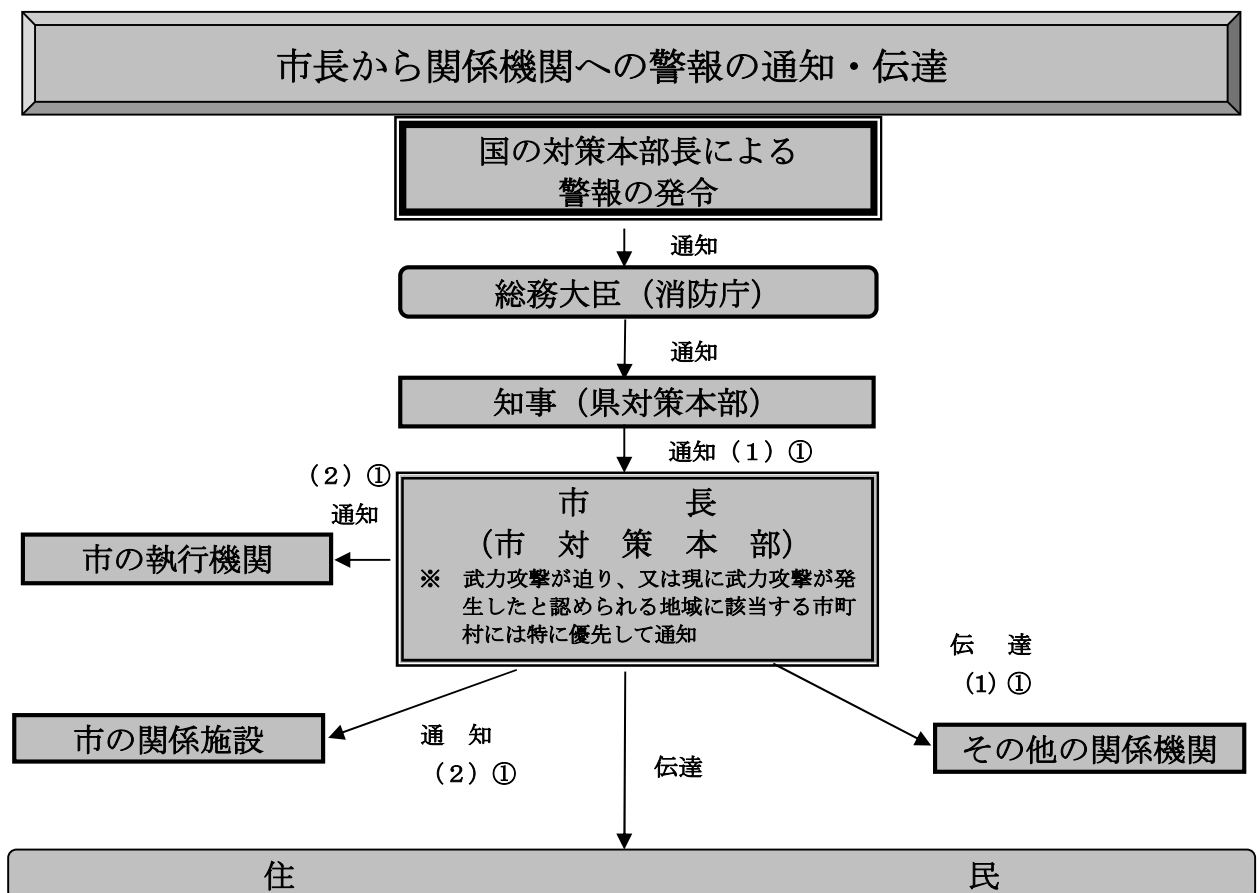 市長から関係機関への警報の通知・伝達
国の対策本部長による
警報の発令
通知
総務大臣（消防庁）
通知
知事（県対策本部）
通知（１）①
（２）①
通知
市の執行機関
市　　　長
（市　対　策　本　部）
※　武力攻撃が迫り、又は現に武力攻撃が発
生したと認められる地域に該当する市町
村には特に優先して通知
伝　達
(1) ①
市の関係施設
通　知
（２）①
伝達
その他の関係機関
住　　　民